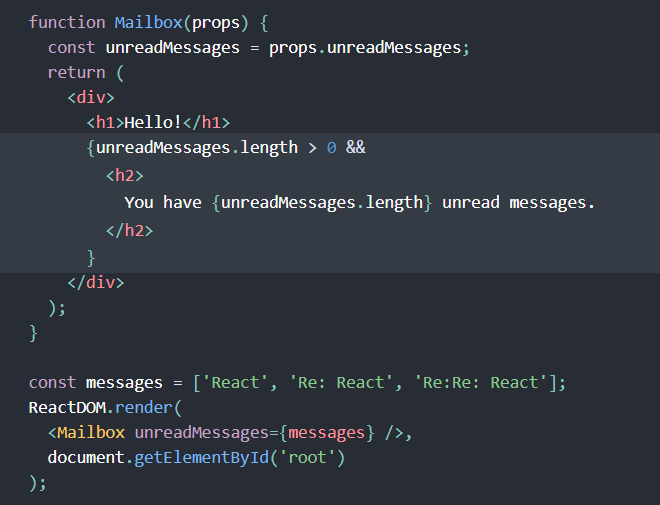 function Mailbox(props) {
  const unreadMessages = props.unreadMessages;
  return (
    <div>
      <h1>Hello!</h1>
      {unreadMessages.length > 0 &&
        <h2>
          You have {unreadMessages.length} unread messages.
        </h2>
      }
    </div>
  );
}

const messages = ['React', 'Re: React', 'Re:Re: React'];
ReactDOM.render(
  <Mailbox unreadMessages={messages} />,
  document.getElementById('root')
);